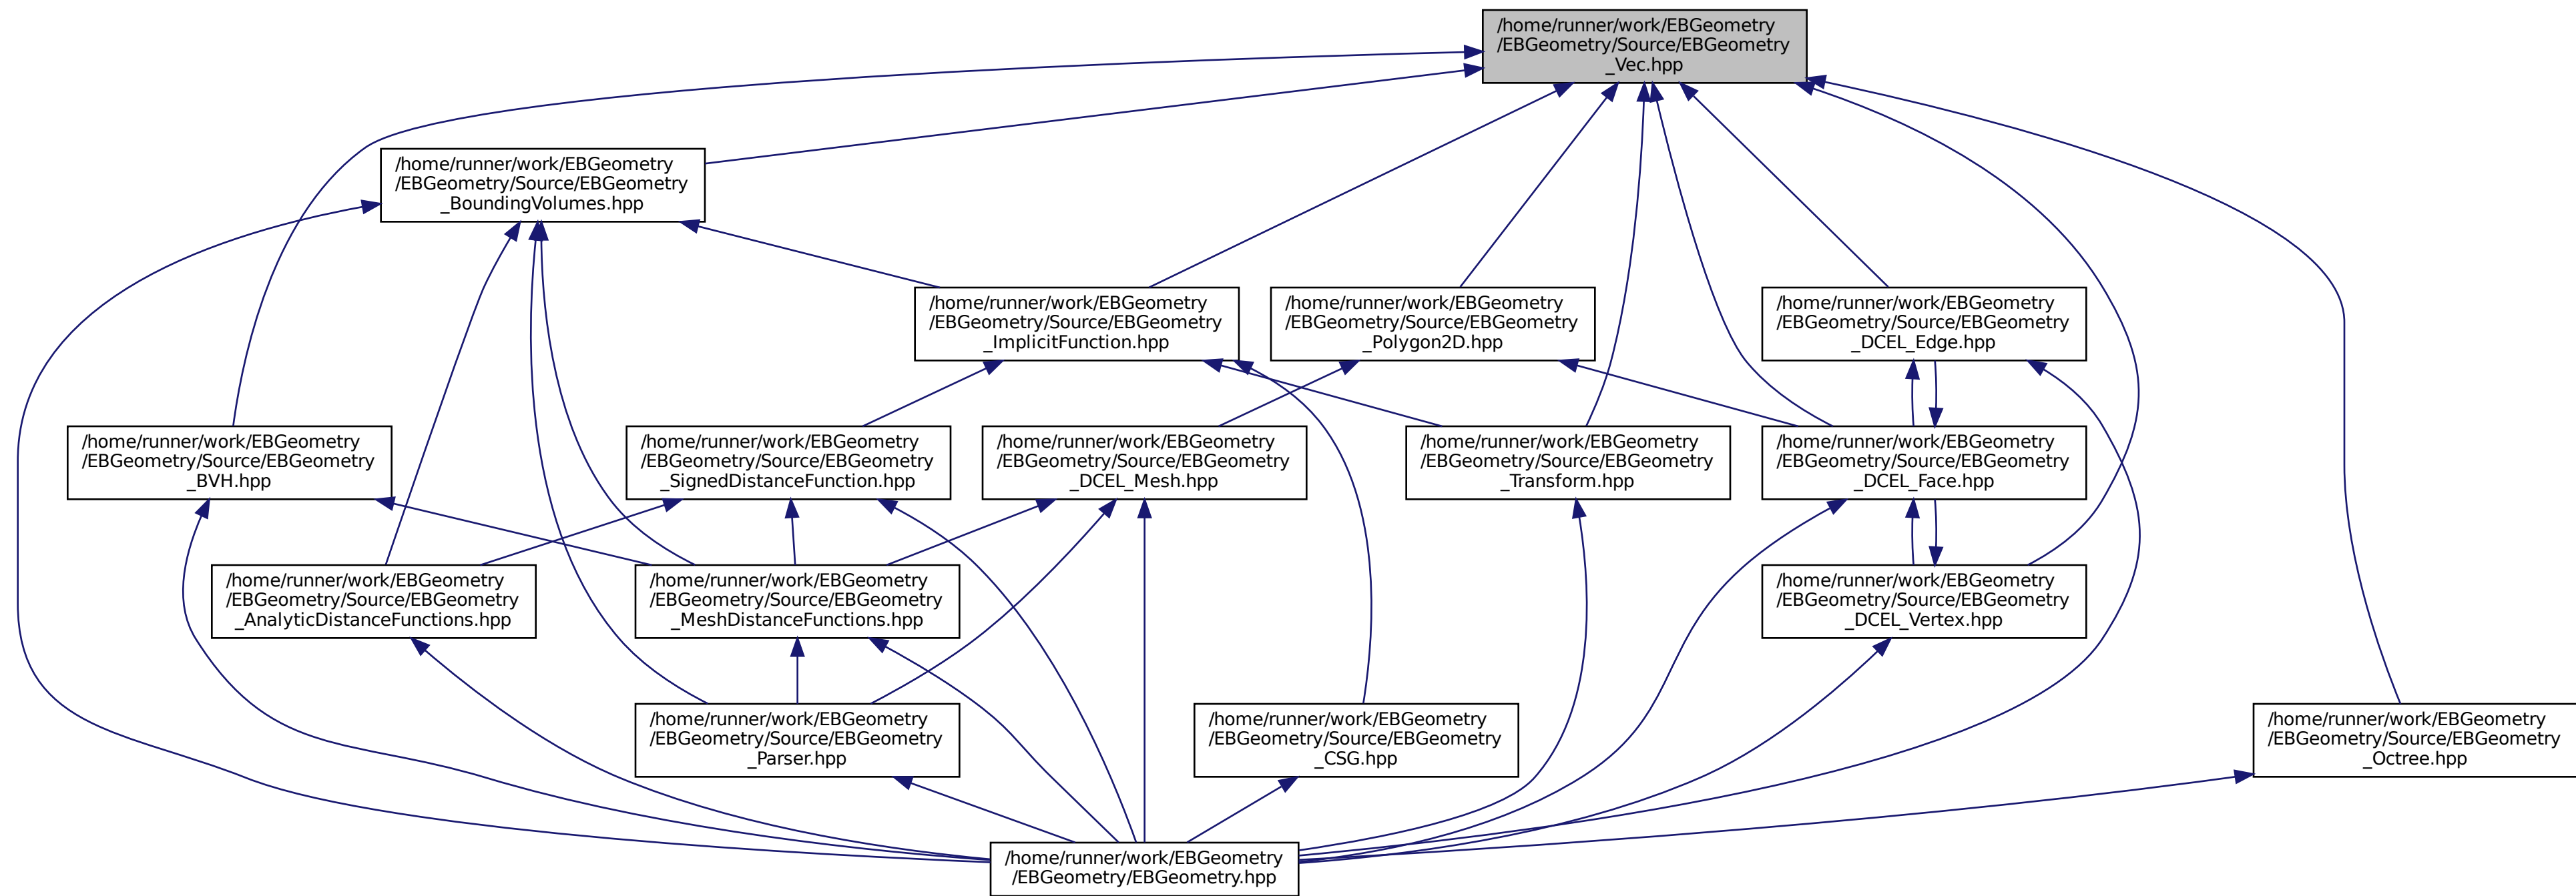 /home/runner/work/EBGeometry
/EBGeometry/Source/EBGeometry
_Vec.hpp
/home/runner/work/EBGeometry
/EBGeometry/Source/EBGeometry
_BoundingVolumes.hpp
/home/runner/work/EBGeometry
/EBGeometry/Source/EBGeometry
_ImplicitFunction.hpp
/home/runner/work/EBGeometry
/EBGeometry/Source/EBGeometry
_Polygon2D.hpp
/home/runner/work/EBGeometry
/EBGeometry/Source/EBGeometry
_DCEL_Edge.hpp
/home/runner/work/EBGeometry
/EBGeometry/Source/EBGeometry
_BVH.hpp
/home/runner/work/EBGeometry
/EBGeometry/Source/EBGeometry
_SignedDistanceFunction.hpp
/home/runner/work/EBGeometry
/EBGeometry/Source/EBGeometry
_DCEL_Mesh.hpp
/home/runner/work/EBGeometry
/EBGeometry/Source/EBGeometry
_Transform.hpp
/home/runner/work/EBGeometry
/EBGeometry/Source/EBGeometry
_DCEL_Face.hpp
/home/runner/work/EBGeometry
/EBGeometry/Source/EBGeometry
_AnalyticDistanceFunctions.hpp
/home/runner/work/EBGeometry
/EBGeometry/Source/EBGeometry
_MeshDistanceFunctions.hpp
/home/runner/work/EBGeometry
/EBGeometry/Source/EBGeometry
_DCEL_Vertex.hpp
/home/runner/work/EBGeometry
/EBGeometry/Source/EBGeometry
_Parser.hpp
/home/runner/work/EBGeometry
/EBGeometry/Source/EBGeometry
_CSG.hpp
/home/runner/work/EBGeometry
/EBGeometry/Source/EBGeometry
_Octree.hpp
/home/runner/work/EBGeometry
/EBGeometry/EBGeometry.hpp